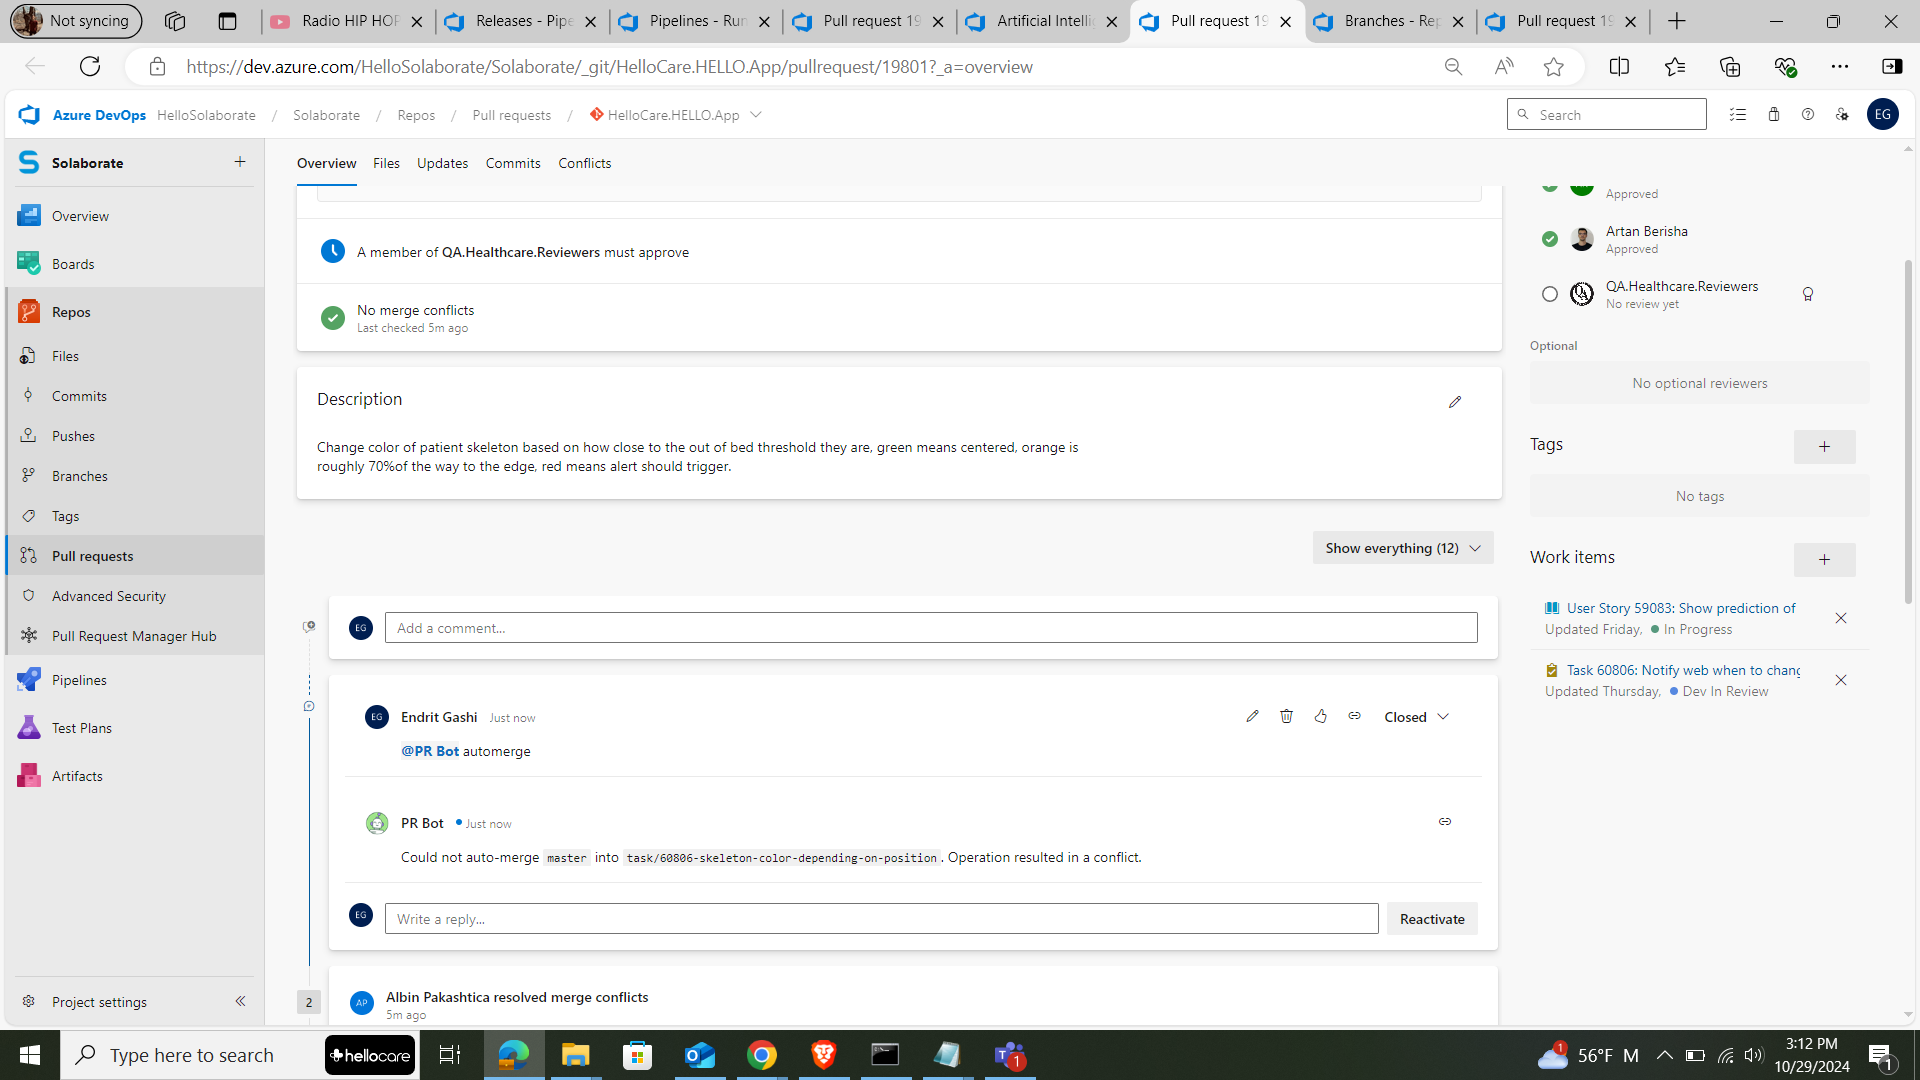 Not syncing
Radio HIP HOP
Releases - Pipe
Pipelines - Run
Pull request 19
Artificial Intelli
Pull request 19
Branches - Rep
Pull request 19
https://dev.azure.com/HelloSolaborate/Solaborate/_git/HelloCare.HELLO.App/pullrequest/19801?_a=overview
Azure DevOps HelloSolaborate / Solaborate / Repos / Pull requests / HelloCare.HELLO.App
Search
EG
Solaborate
Overview
Boards
Repos
Files
Commits
Pushes
Branches
Tags
Pull requests
Advanced Security
Pull Request Manager Hub
Pipelines
Test Plans
Artifacts
Project settings
Overview Files Updates Commits Conflicts
A member of QA.Healthcare.Reviewers must approve
No merge conflicts
Last checked 5m ago
Description
Change color of patient skeleton based on how close to the out of bed threshold they are, green means centered, orange is
roughly 70%of the way to the edge, red means alert should trigger.
Show everything (12)
EG
Add a comment...
EG
Endrit Gashi Just now
Closed
@PR Bot automerge
PR Bot Just now
Could not auto-merge master into task/60806-skeleton-color-depending-on-position. Operation resulted in a conflict.
EG
Write a reply...
Reactivate
2
AP
Albin Pakashtica resolved merge conflicts
5m ago
Approved
Artan Berisha
Approved
QA
QA.Healthcare.Reviewers
No review yet
Optional
No optional reviewers
Tags
No tags
Work items
User Story 59083: Show prediction of
Updated Friday, In Progress
Task 60806: Notify web when to chang
Updated Thursday, Dev In Review
Type here to search
hellocare
1
1
56°F M
3:12 PM
10/29/2024
1